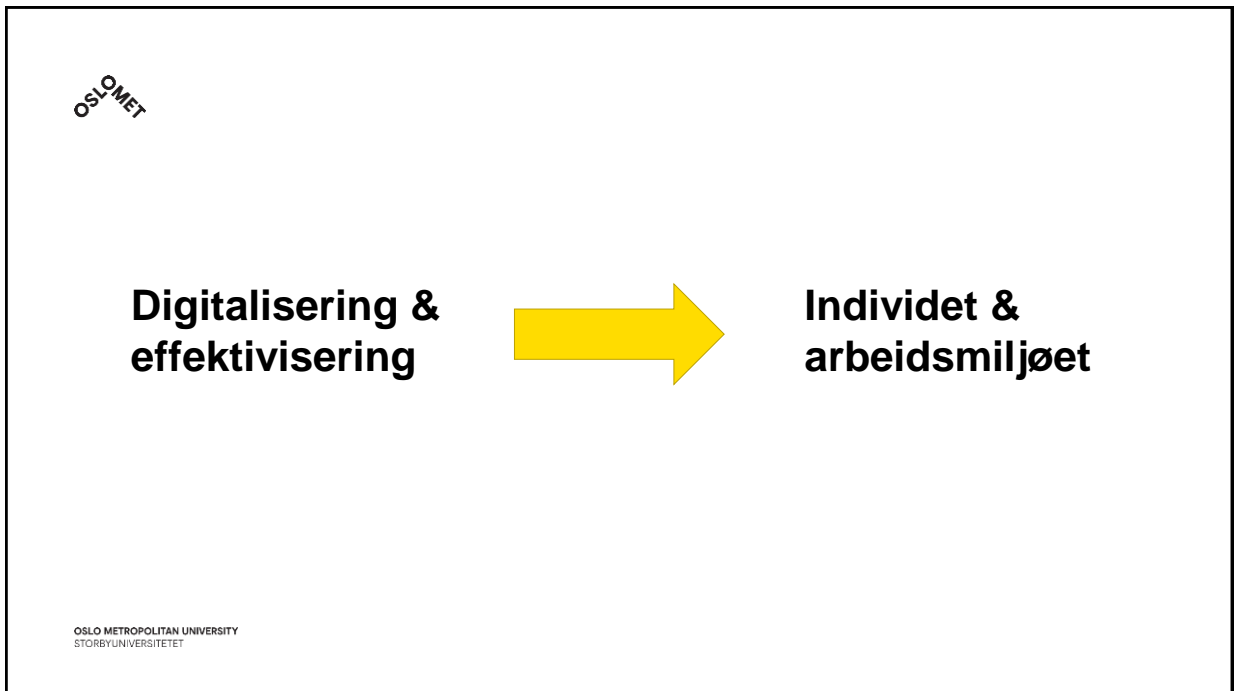 OSLOMET
Digitalisering &
effektivisering
Individet &
arbeidsmiljøet
OSLO METROPOLITAN UNIVERSITY
STORBYUNIVERSITETET